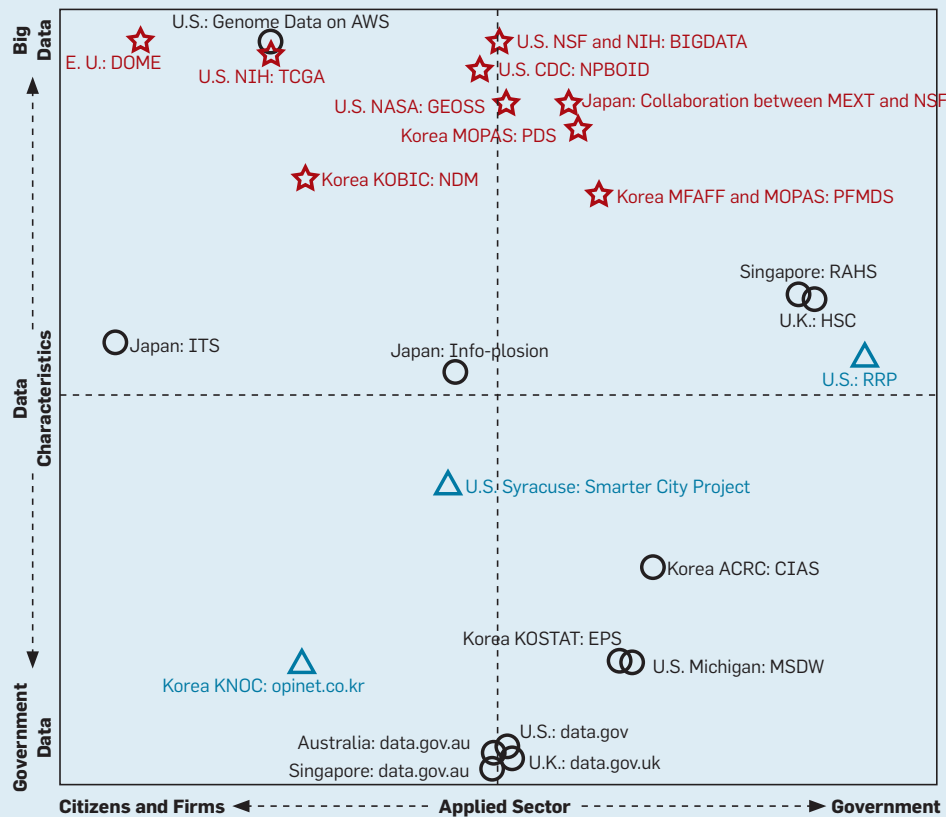 Big
Data
U.S.: Genome Data on AWS
E. U.: DOME
U.S. NIH: TCGA
U.S. NSF and NIH: BIGDATA
U.S. CDC: NPBOID
U.S. NASA: GEOSS
Japan: Collaboration between MEXT and NSF
Korea MOPAS: PDS
Korea KOBIC: NDM
Korea MFAFF and MOPAS: PFMDS
Singapore: RAHS
U.K.: HSC
Japan: ITS
Japan: Info-plosion
U.S.: RRP
Data
Characteristics
U.S. Syracuse: Smarter City Project
Korea ACRC: CIAS
Korea KOSTAT: EPS
U.S. Michigan: MSDW
Korea KNOC: opinet.co.kr
Government
Data
U.S.: data.gov
Australia: data.gov.au
U.K.: data.gov.uk
Singapore: data.gov.au
Citizens and Firms
Applied Sector
Government